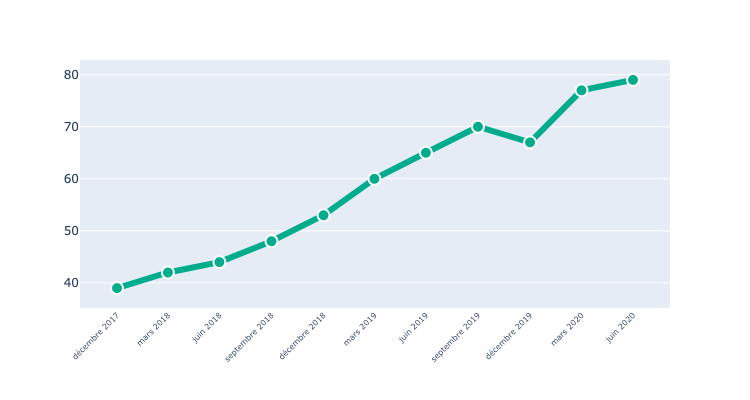 80
70
60
50
40
décembre 2017
mars 2018
juin 2018
septembre 2018
décembre 2018
mars 2019
juin 2019
septembre 2019
décembre 2019
mars 2020
juin 2020